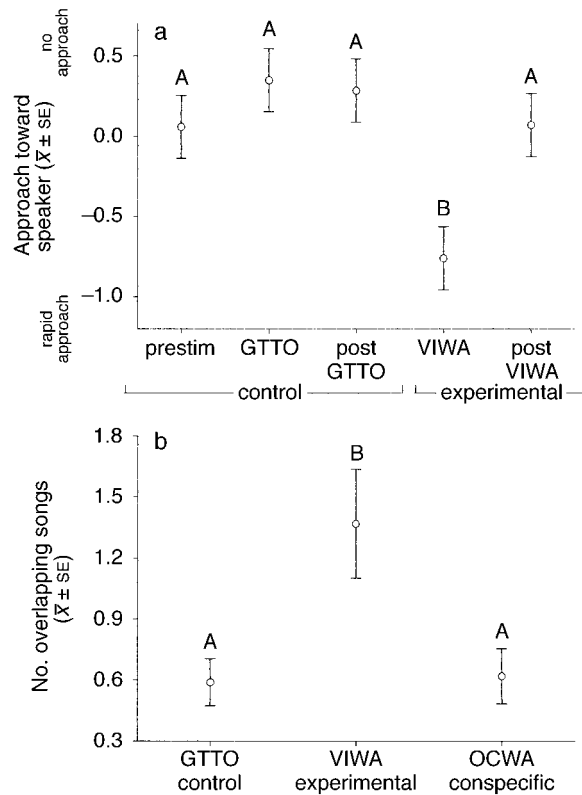 a
no
approach
Approach toward
speaker (X̅ ± SE)
rapid
approach
0.5
0.0
−0.5
−1.0
A
A
A
B
A
prestim
GTTO
post
GTTO
VIWA
post
VIWA
control
experimental
b
No. overlapping songs
(X̅ ± SE)
1.8
1.5
1.2
0.9
0.6
0.3
A
B
A
GTTO
control
VIWA
experimental
OCWA
conspecific